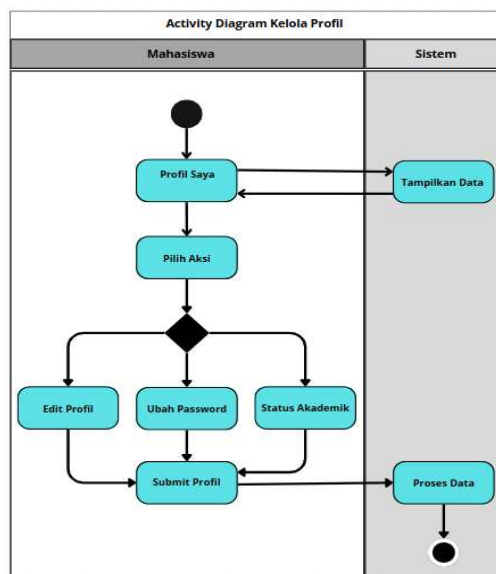 Activity Diagram Kelola Profil
Mahasiswa
Sistem
Profil Saya
Tampilkan Data
Pilih Aksi
Edit Profil
Ubah Password
Status Akademik
Submit Profil
Proses Data